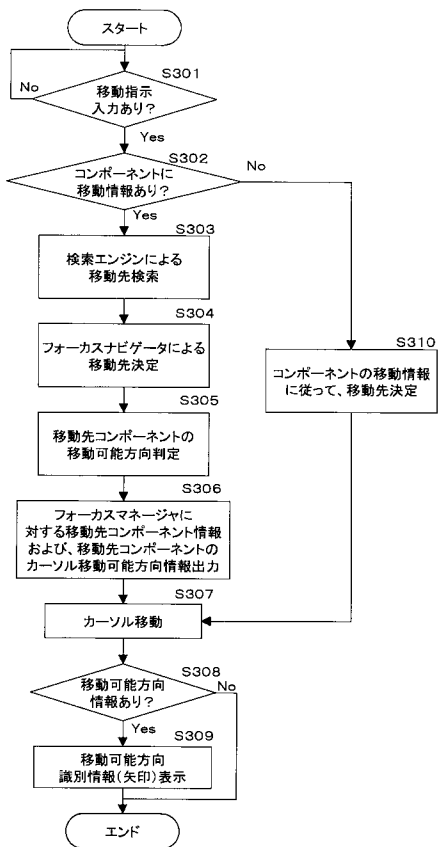 スタート
S301
No
移動指示
入力あり?
Yes
S302
No
コンポーネントに
移動情報あり?
Yes
S303
検索エンジンによる
移動先検索
S304
フォーカスナビゲータによる
移動先決定
S310
コンポーネントの移動情報
に従って、移動先決定
S305
移動先コンポーネントの
移動可能方向判定
S306
フォーカスマネージャに
対する移動先コンポーネント情報
および、移動先コンポーネントの
カーソル移動可能方向情報出力
S307
カーソル移動
S308
移動可能方向
情報あり?
No
Yes
S309
移動可能方向
識別情報(矢印)表示
エンド